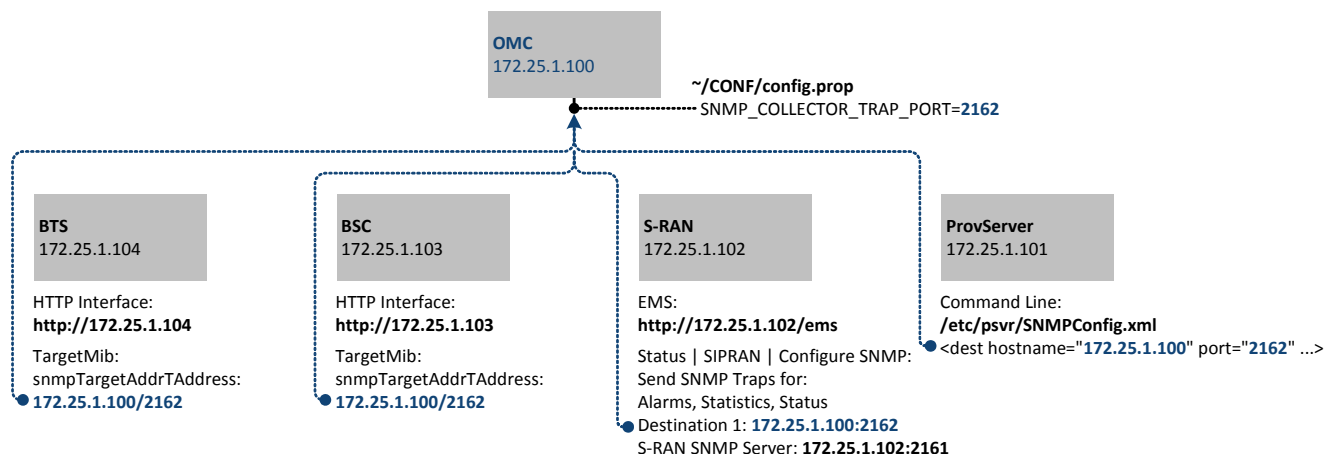 OMC
172.25.1.100
~/CONF/config.prop
SNMP_COLLECTOR_TRAP_PORT=2162
BTS
172.25.1.104
HTTP Interface:
http://172.25.1.104
TargetMib:
snmpTargetAddrTAddress:
172.25.1.100/2162
BSC
172.25.1.103
HTTP Interface:
http://172.25.1.103
TargetMib:
snmpTargetAddrTAddress:
172.25.1.100/2162
S-RAN
172.25.1.102
EMS:
http://172.25.1.102/ems
Status | SIPRAN | Configure SNMP:
Send SNMP Traps for:
Alarms, Statistics, Status
Destination 1: 172.25.1.100:2162
S-RAN SNMP Server: 172.25.1.102:2161
ProvServer
172.25.1.101
Command Line:
/etc/psvr/SNMPConfig.xml
<dest hostname="172.25.1.100" port="2162" ...>